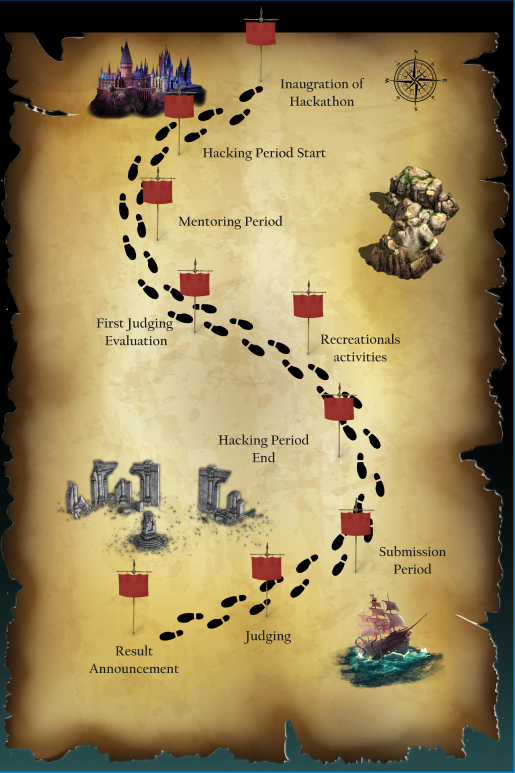 Inaugration of
Hackathon
N
W
E
S
Hacking Period Start
Mentoring Period
First Judging
Evaluation
Recreationals
activities
Hacking Period
End
Submission
Period
Judging
Result
Announcement